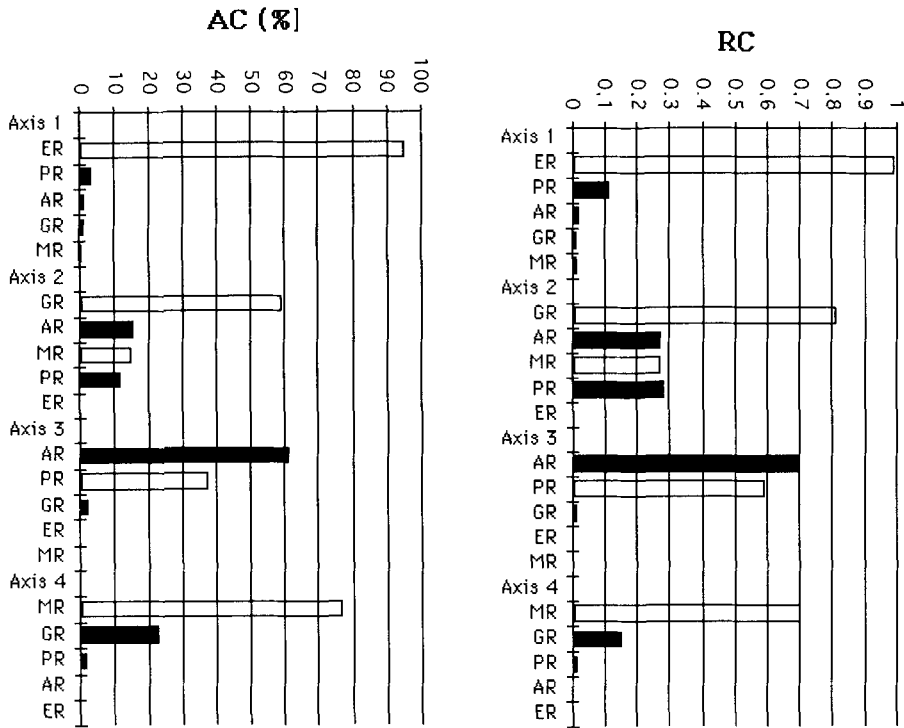 AC (%]
0 10 20 30 40 50 60 70 80 90 100
Axis 1
ER
PR
AR
GR
MR
Axis 2
GR
AR
MR
PR
ER
Axis 3
AR
PR
GR
ER
MR
Axis 4
MR
GR
PR
AR
ER
RC
0 0.1 0.2 0.3 0.4 0.5 0.6 0.7 0.8 0.9 1
Axis 1
ER
PR
AR
GR
MR
Axis 2
GR
AR
MR
PR
ER
Axis 3
AR
PR
GR
ER
MR
Axis 4
MR
GR
PR
AR
ER